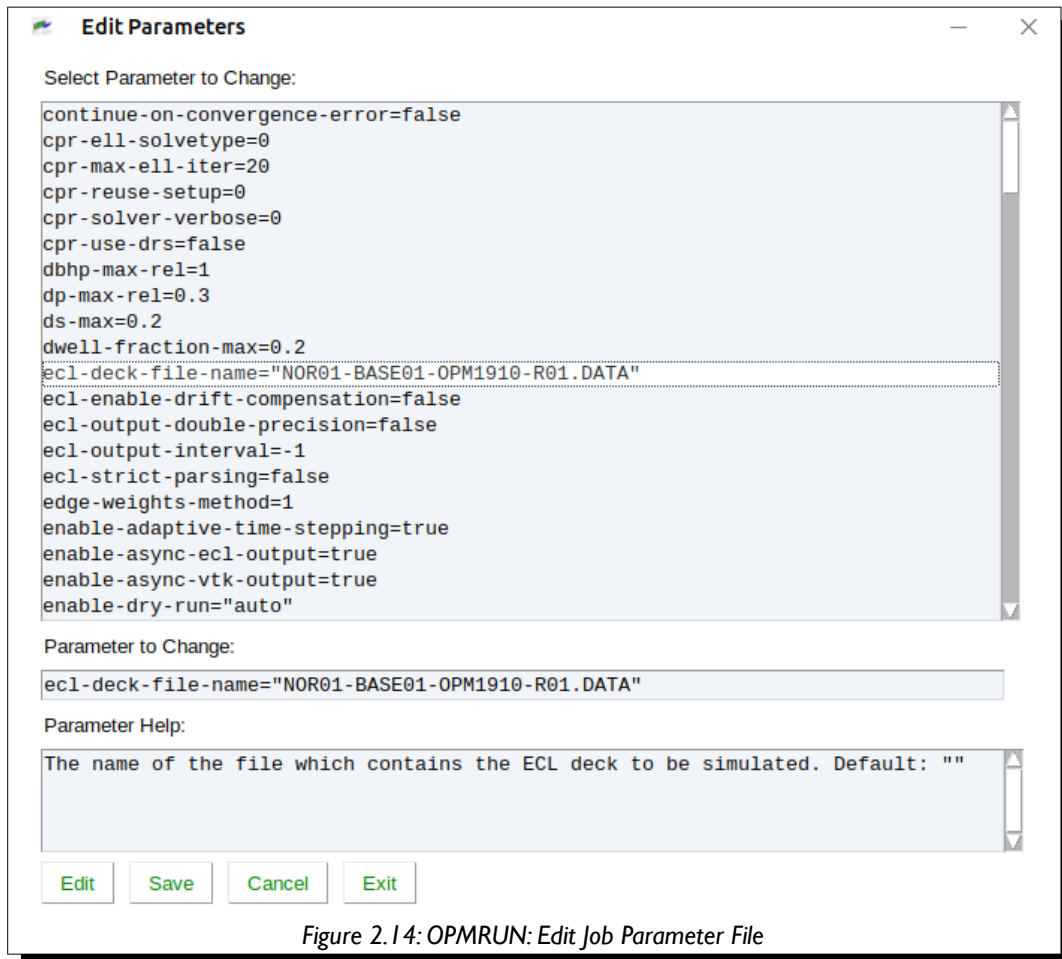 Edit Parameters
Select Parameter to Change:
continue-on-convergence-error=false
cpr-ell-solvetype=0
cpr-max-ell-iter=20
cpr-reuse-setup=0
cpr-solver-verbose=0
cpr-use-drs=false
dbhp-max-rel=1
dp-max-rel=0.3
ds-max=0.2
dwell-fraction-max=0.2
ecl-deck-file-name="NOR01-BASE01-OPM1910-R01.DATA"
ecl-enable-drift-compensation=false
ecl-output-double-precision=false
ecl-output-interval=-1
ecl-strict-parsing=false
edge-weights-method=1
enable-adaptive-time-stepping=true
enable-async-ecl-output=true
enable-async-vtk-output=true
enable-dry-run="auto"
Parameter to Change:
ecl-deck-file-name="NOR01-BASE01-OPM1910-R01.DATA"
Parameter Help:
The name of the file which contains the ECL deck to be simulated. Default: ""
Edit Save Cancel Exit
Figure 2.14: OPMRUN: Edit Job Parameter File